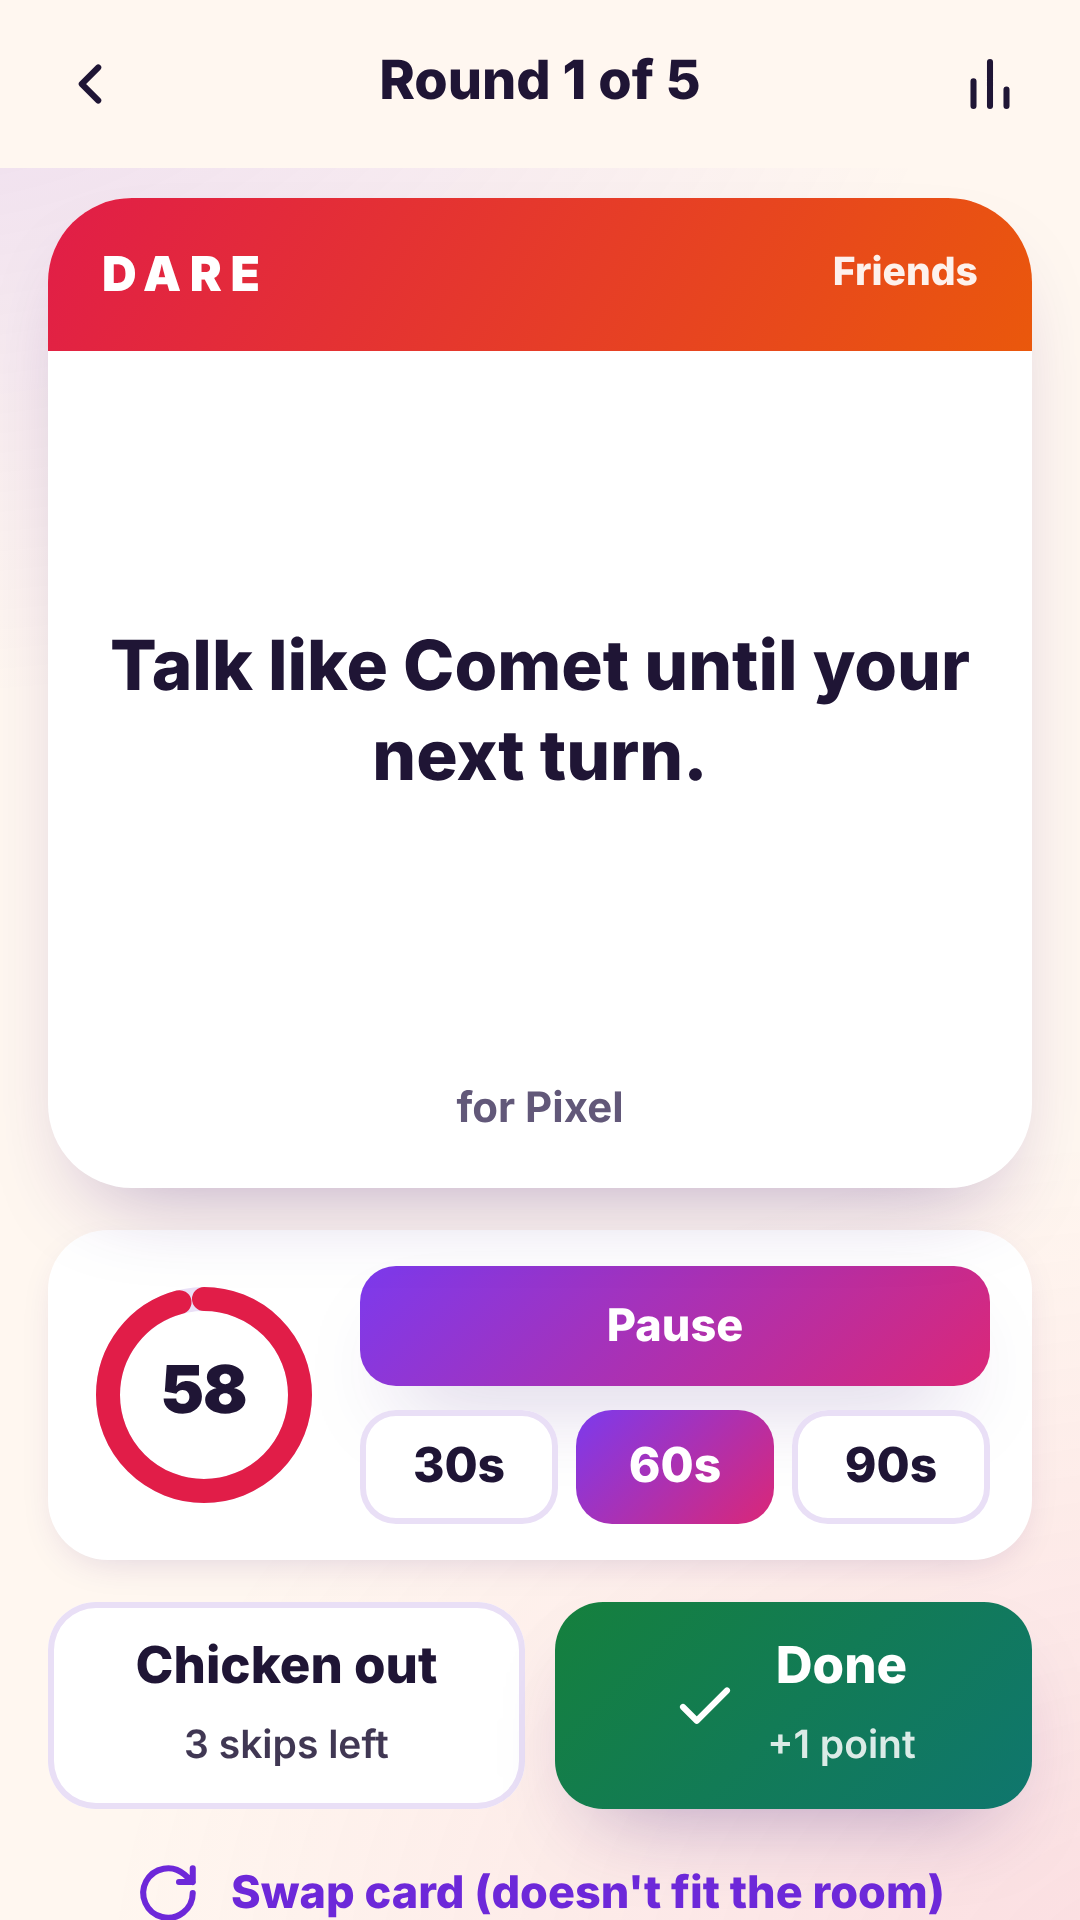 Round 1 of 5
DARE
Friends
Talk like Comet until your
next turn.
for Pixel
58
Pause
30s
60s
90s
Chicken out
3 skips left
Done
+1 point
Swap card (doesn't fit the room)